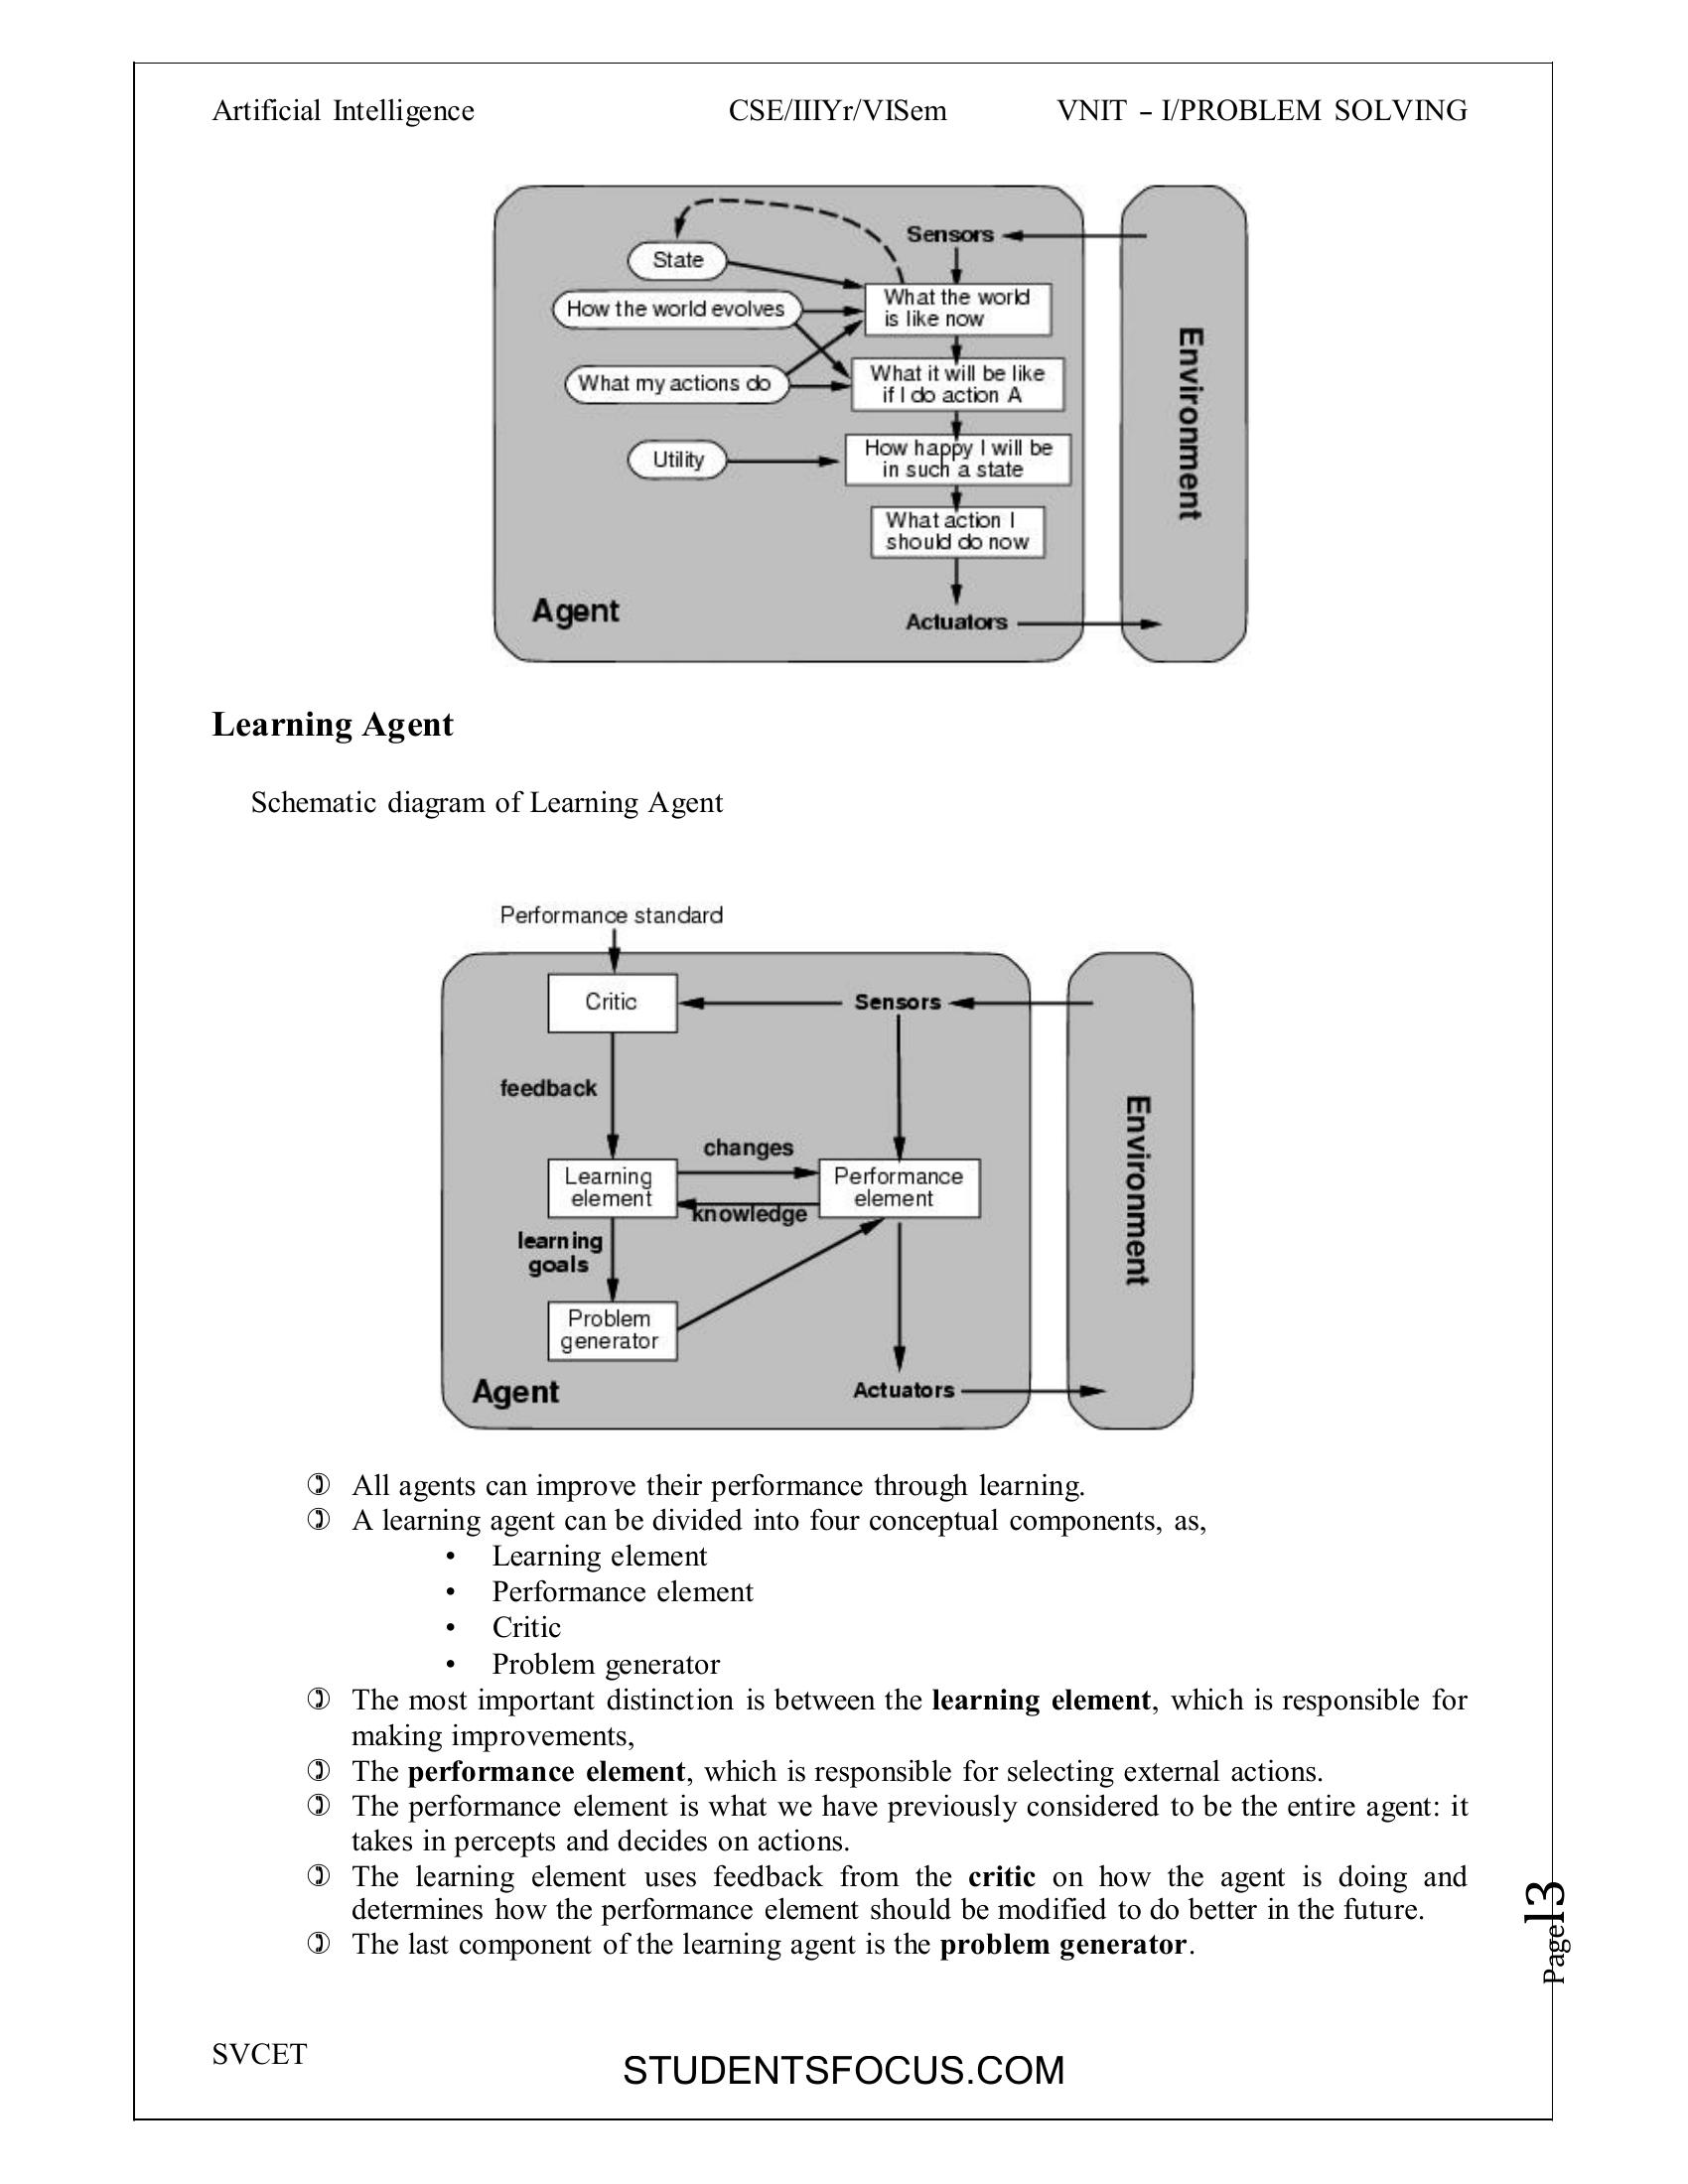 Artificial Intelligence CSE/IIIYr/VISem VNIT – I/PROBLEM SOLVING
Sensors
State
What the world
is like now
How the world evolves
What it will be like
if I do action A
What my actions do
How happy I will be
in such a state
Utility
What action I
should do now
Agent
Actuators
Environment
Learning Agent
Schematic diagram of Learning Agent
Performance standard
Critic
Sensors
feedback
changes
Learning
element
Performance
element
knowledge
learning
goals
Problem
generator
Agent
Actuators
Environment
All agents can improve their performance through learning.
A learning agent can be divided into four conceptual components, as,
• Learning element
• Performance element
• Critic
• Problem generator
The most important distinction is between the learning element, which is responsible for
making improvements,
The performance element, which is responsible for selecting external actions.
The performance element is what we have previously considered to be the entire agent: it
takes in percepts and decides on actions.
The learning element uses feedback from the critic on how the agent is doing and
determines how the performance element should be modified to do better in the future.
The last component of the learning agent is the problem generator.
Page13
SVCET
STUDENTSFOCUS.COM